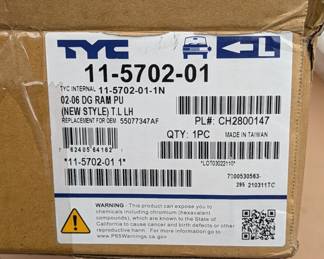 TYC
L
11-5702-01
TYC INTERNAL 11-5702-01-1N
02-06 DG RAM PU
(NEW STYLE) T.L LH
REPLACEMENT FOR OEM 55077347AF
PL#: CH2800147
QTY: 1PC MADE IN TAIWAN
*11-5702-01 1*
295 210311TC
WARNING - This product can expose you to
chemicals including chromium (hexavalent
compounds), which are known to the State
of California to cause cancer and birth defects or other
reproductive harm. For more information go to
www.P65Warnings.ca.gov